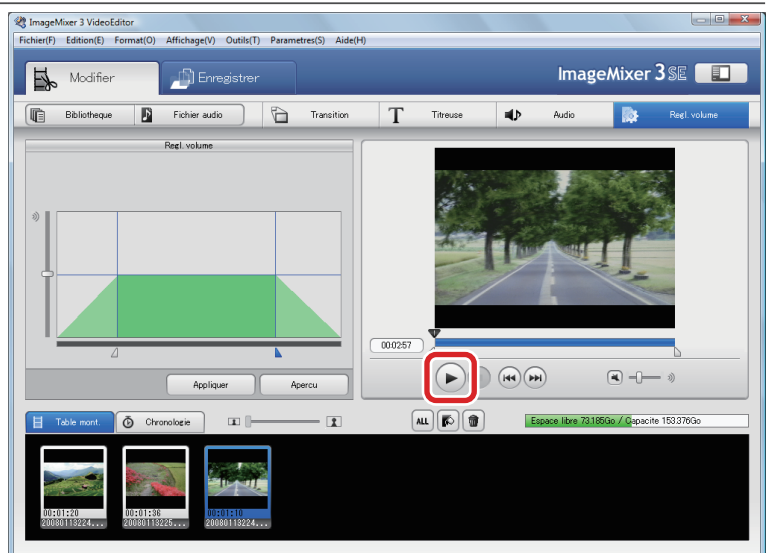 ImageMixer 3 VideoEditor
Fichier(F) Edition(E) Format(O) Affichage(V) Outils(T) Parametres(S) Aide(H)
Modifier Enregistrer ImageMixer 3 SE
Bibliotheque Fichier audio Transition T Titreuse Audio Regl. volume
Regl. volume
00:02:57
Appliquer Apercu
Table mont. Chronologie ALL Espace libre 73.185Go / Capacite 153.376Go
00:01:20 00:01:36 00:01:10
20080113224... 20080113225... 20080113224...